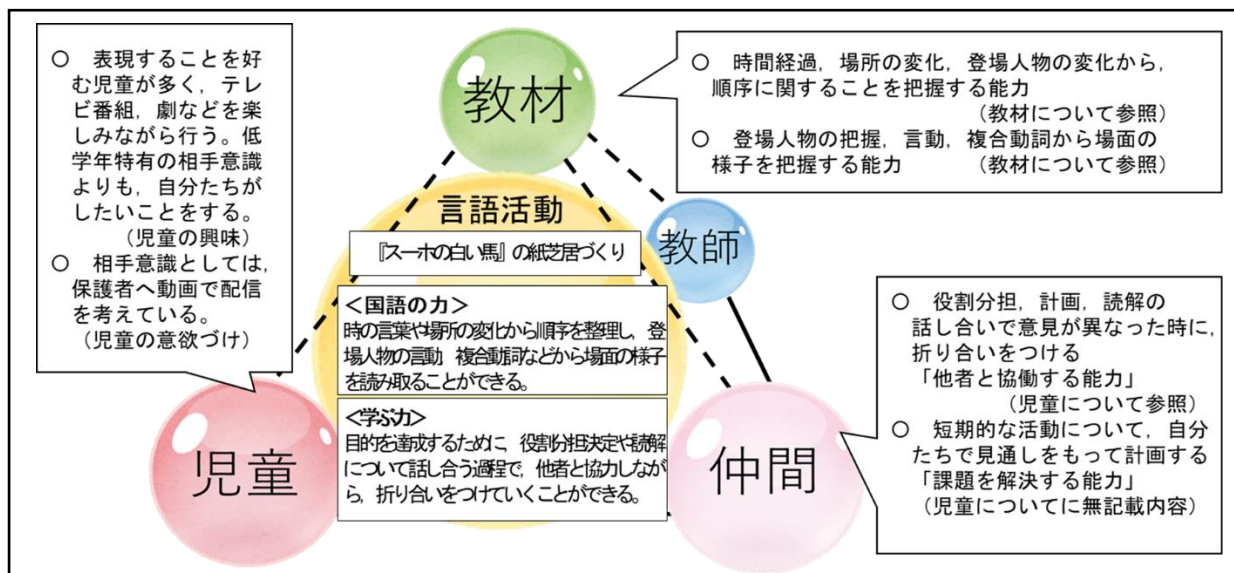 ○　表現することを好
む児童が多く，テレ
ビ番組，劇などを楽
しみながら行う。低
学年特有の相手意識
よりも，自分たちが
したいことをする。
（児童の興味）
○　相手意識としては，
保護者へ動画で配信
を考えている。
（児童の意欲づけ）
教材
○　時間経過，場所の変化，登場人物の変化から，
順序に関することを把握する能力
（教材について参照）
○　登場人物の把握，言動，複合動詞から場面の
様子を把握する能力　（教材について参照）
言語活動
『スーホの白い馬』の紙芝居づくり
教師
＜国語の力＞
時の言葉や場所の変化から順序を整理し，登
場人物の言動，複合動詞などから場面の様子
を読み取ることができる。
＜学ぶ力＞
目的を達成するために，役割分担決定や読解
について話し合う過程で，他者と協力しなが
ら，折り合いをつけていくことができる。
児童
仲間
○　役割分担，計画，読解の
話し合いで意見が異なった時に，
折り合いをつける
「他者と協働する能力」
（児童について参照）
○　短期的な活動について，自分
たちで見通しをもって計画する
「課題を解決する能力」
（児童についてに無記載内容）